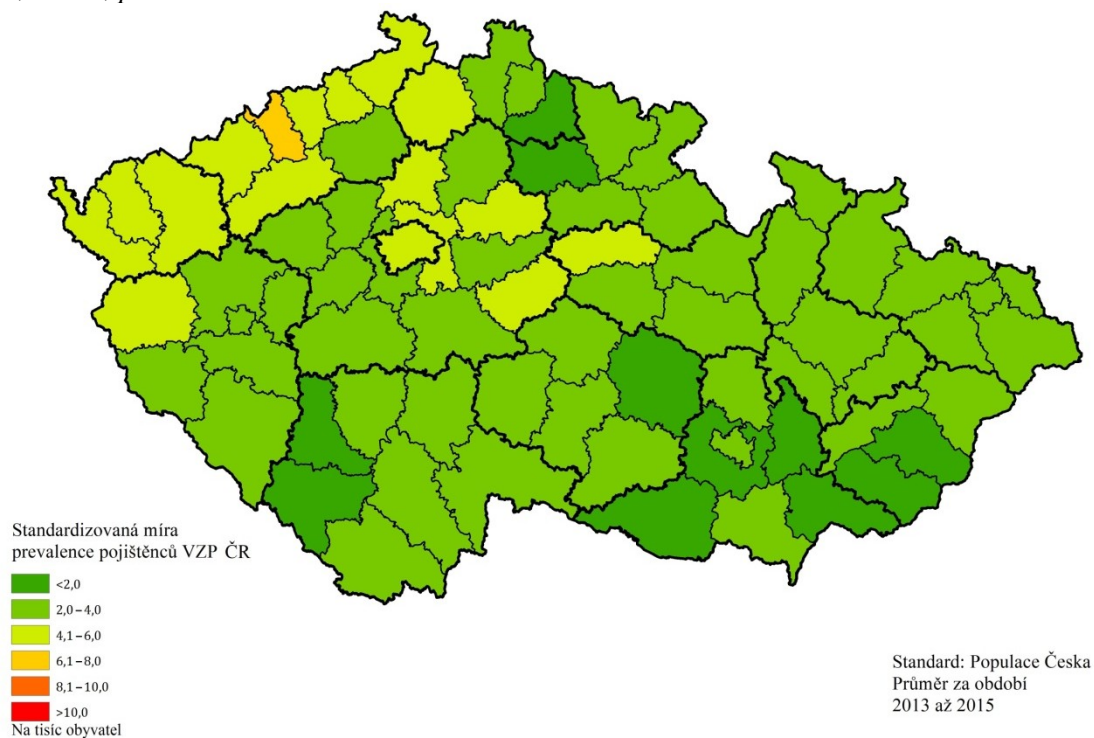 Standardizovaná míra
prevalence pojištěnců VZP ČR
<2,0
2,0–4,0
4,1–6,0
6,1–8,0
8,1–10,0
>10,0
Na tisíc obyvatel
Standard: Populace Česka
Průměr za období
2013 až 2015